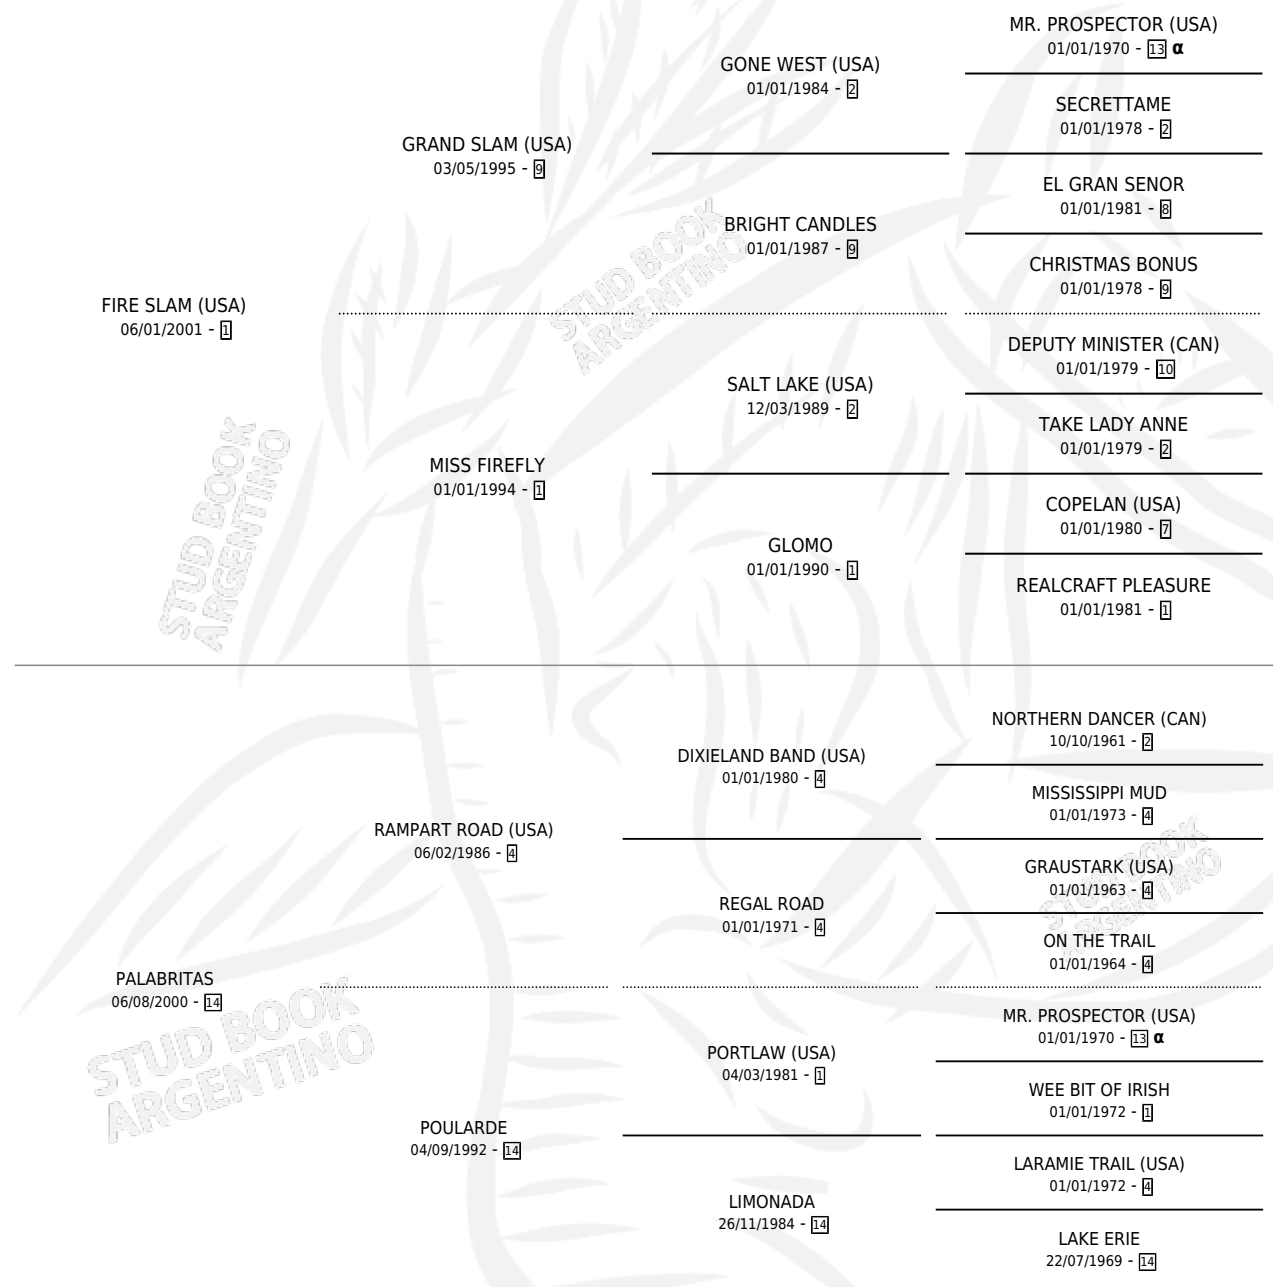 FIRE SLAM (USA)
06/01/2001 - 1
GRAND SLAM (USA)
03/05/1995 - 9
GONE WEST (USA)
01/01/1984 - 2
MR. PROSPECTOR (USA)
01/01/1970 - 13 α
SECRETTAME
01/01/1978 - 2
BRIGHT CANDLES
01/01/1987 - 9
EL GRAN SENOR
01/01/1981 - 8
CHRISTMAS BONUS
01/01/1978 - 9
MISS FIREFLY
01/01/1994 - 1
SALT LAKE (USA)
12/03/1989 - 2
DEPUTY MINISTER (CAN)
01/01/1979 - 10
TAKE LADY ANNE
01/01/1979 - 2
GLOMO
01/01/1990 - 1
COPELAN (USA)
01/01/1980 - 7
REALCRAFT PLEASURE
01/01/1981 - 1
PALABRITAS
06/08/2000 - 14
RAMPART ROAD (USA)
06/02/1986 - 4
DIXIELAND BAND (USA)
01/01/1980 - 4
NORTHERN DANCER (CAN)
10/10/1961 - 2
MISSISSIPPI MUD
01/01/1973 - 4
REGAL ROAD
01/01/1971 - 4
GRAUSTARK (USA)
01/01/1963 - 4
ON THE TRAIL
01/01/1964 - 4
POULARDE
04/09/1992 - 14
PORTLAW (USA)
04/03/1981 - 1
MR. PROSPECTOR (USA)
01/01/1970 - 13 α
WEE BIT OF IRISH
01/01/1972 - 1
LIMONADA
26/11/1984 - 14
LARAMIE TRAIL (USA)
01/01/1972 - 4
LAKE ERIE
22/07/1969 - 14
STUD BOOK
ARGENTINO
STUD BOOK
ARGENTINO
STUD BOOK
ARGENTINO
STUD BOOK
ARGENTINO